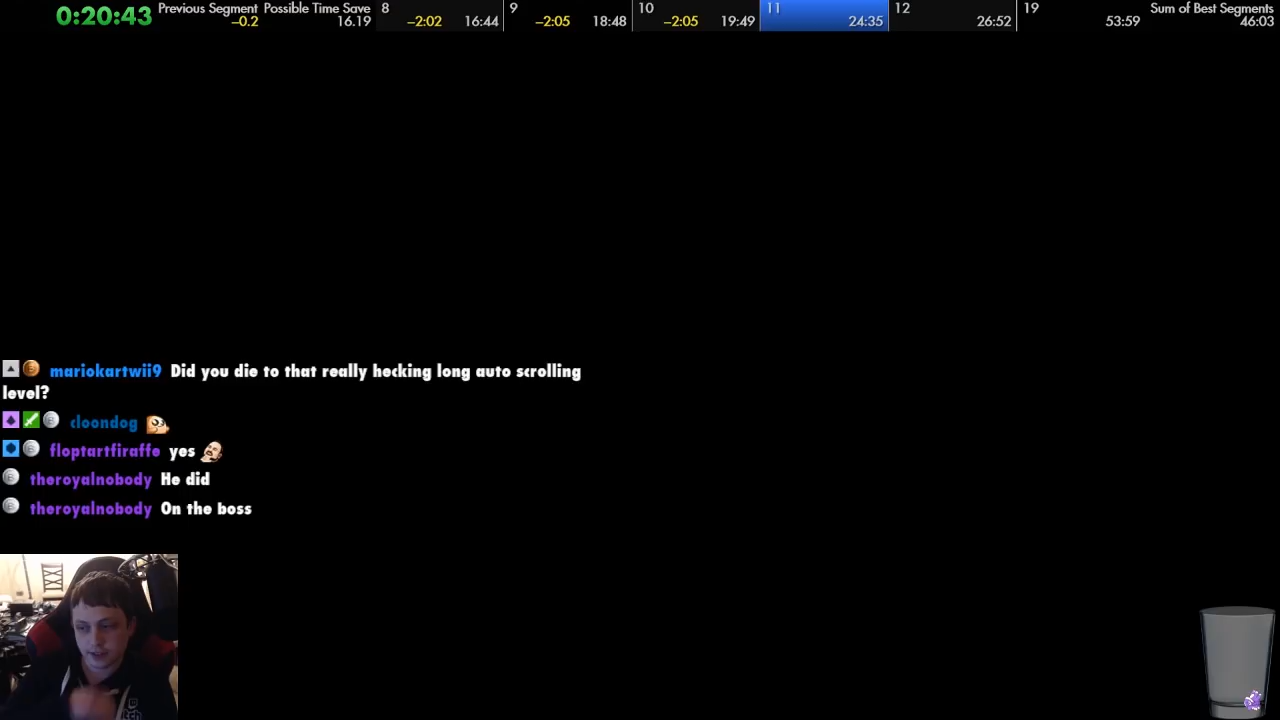 0:20:43 Previous Segment Possible Time Save 8 9 10 11 12 19 Sum of Best Segments
−0.2 16.19 −2:02 16:44 −2:05 18:48 −2:05 19:49 24:35 26:52 53:59 46:03
mariokartwii9 Did you die to that really hecking long auto scrolling
level?
cloondog
floptartfiraffe yes
theroyalnobody He did
theroyalnobody On the boss